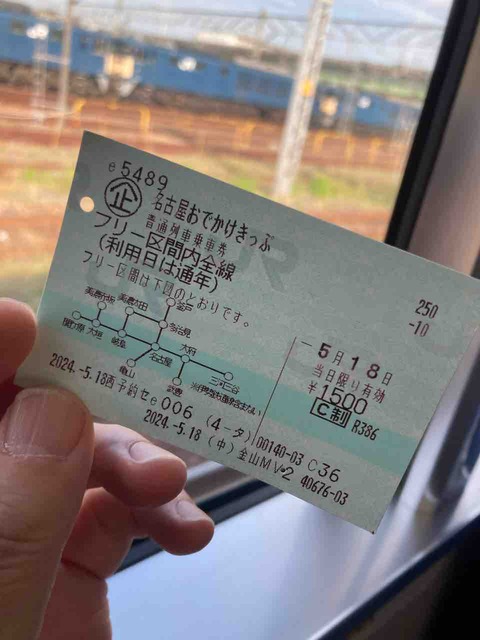 e5489
企 名古屋おでかけきっぷ
普通列車乗車券
フリー区間内全線
(利用日は通年)
フリー区間は下図のとおりです。
250
-10
美濃赤坂 美濃太田 釜戸
関ヶ原 大垣 岐阜 多治見
名古屋 大府
亀山 武豊 三河三谷
-5月18日
当日限り有効
¥1500
C制 R386
2024.-5.18西予約セe006 (4-タ) 00140-03 C36
2024.-5.18 (中)金山MV2 40676-03